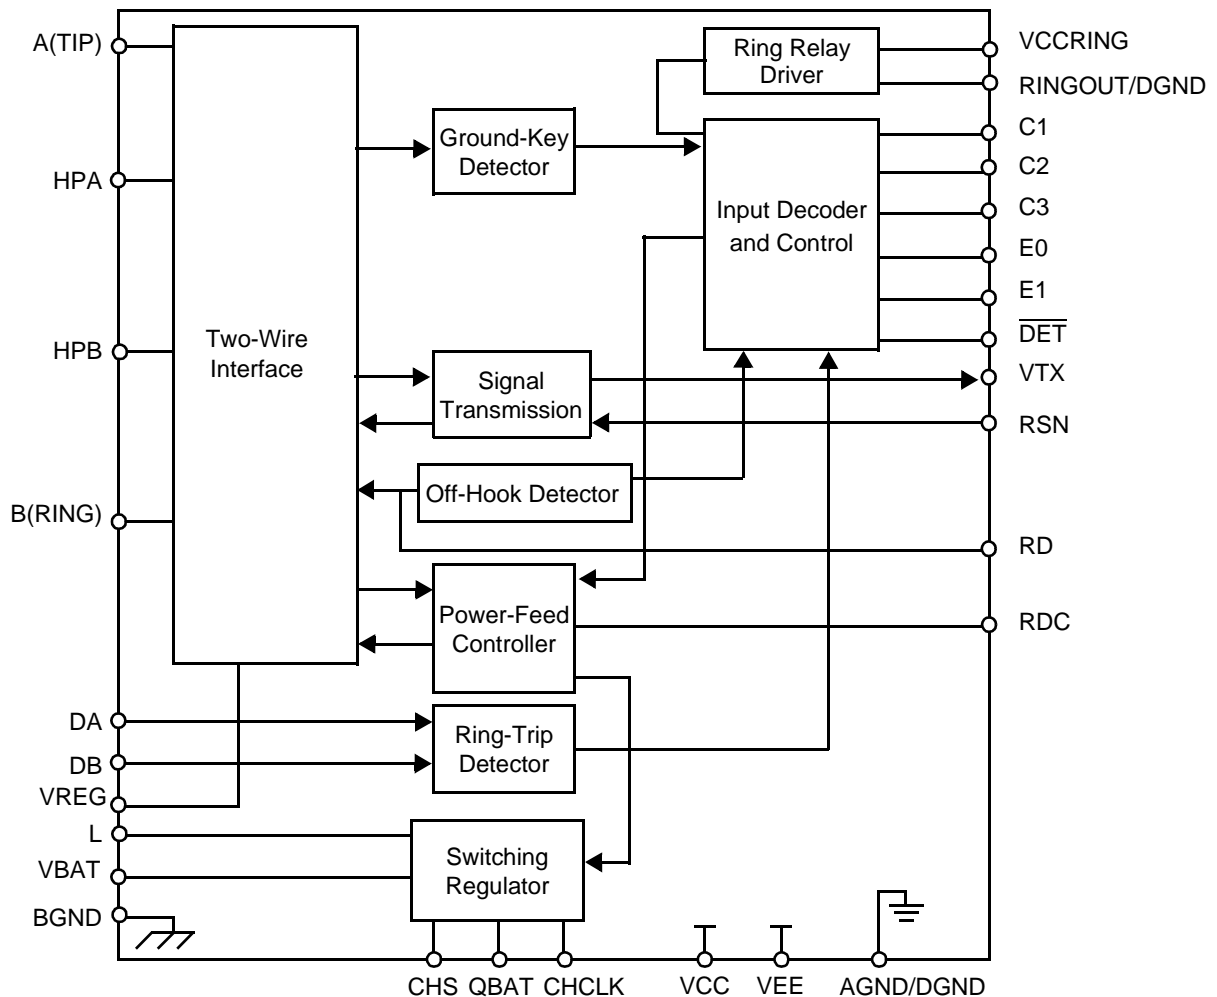 A(TIP)
HPA
HPB
B(RING)
DA
DB
VREG
L
VBAT
BGND
Two-Wire
Interface
Ground-Key
Detector
Signal
Transmission
Off-Hook Detector
Power-Feed
Controller
Ring-Trip
Detector
Switching
Regulator
Ring Relay
Driver
Input Decoder
and Control
VCCRING
RINGOUT/DGND
C1
C2
C3
E0
E1
DET
VTX
RSN
RD
RDC
CHS QBAT CHCLK VCC VEE AGND/DGND